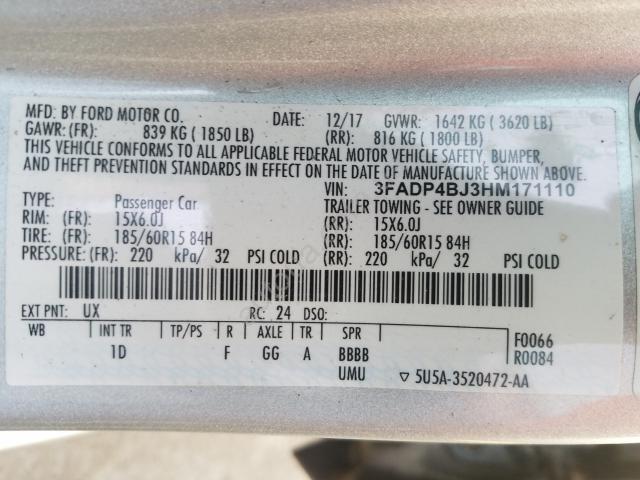 MFD. BY FORD MOTOR CO. DATE: 12/17 GVWR: 1642 KG ( 3620 LB)
GAWR: (FR): 839 KG ( 1850 LB) (RR): 816 KG ( 1800 LB)
THIS VEHICLE CONFORMS TO ALL APPLICABLE FEDERAL MOTOR VEHICLE SAFETY, BUMPER,
AND THEFT PREVENTION STANDARDS IN EFFECT ON THE DATE OF MANUFACTURE SHOWN ABOVE.
VIN: 3FADP4BJ3HM171110
TYPE: Passenger Car TRAILER TOWING - SEE OWNER GUIDE
RIM: (FR): 15X6.0J (RR): 15X6.0J
TIRE: (FR): 185/60R15 84H (RR): 185/60R15 84H
PRESSURE: (FR): 220 kPa/ 32 PSI COLD (RR): 220 kPa/ 32 PSI COLD
EXT PNT: UX RC: 24 DSO:
WB INT TR TP/PS R AXLE TR SPR F0066
1D F GG A BBBB R0084
UMU ▽ 5U5A-3520472-AA